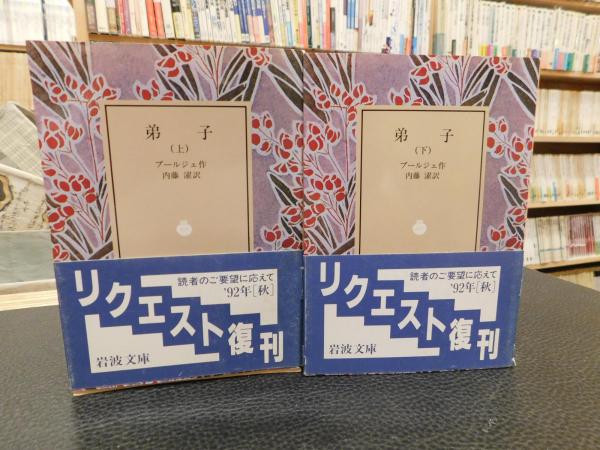 弟子
(上)
ブールジェ作
内藤 濯訳
読者のご要望に応えて
'92年[秋]
リクエスト復刊
岩波文庫
弟子
(下)
ブールジェ作
内藤 濯訳
読者のご要望に応えて
'92年[秋]
リクエスト復刊
岩波文庫